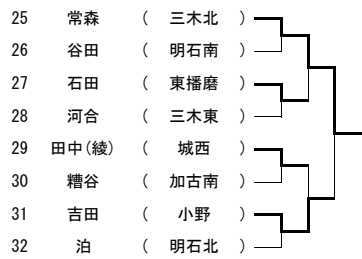 25 常森 ( 三木北 )
26 谷田 ( 明石南 )
27 石田 ( 東播磨 )
28 河合 ( 三木東 )
29 田中(綾) ( 城西 )
30 糟谷 ( 加古南 )
31 吉田 ( 小野 )
32 泊 ( 明石北 )